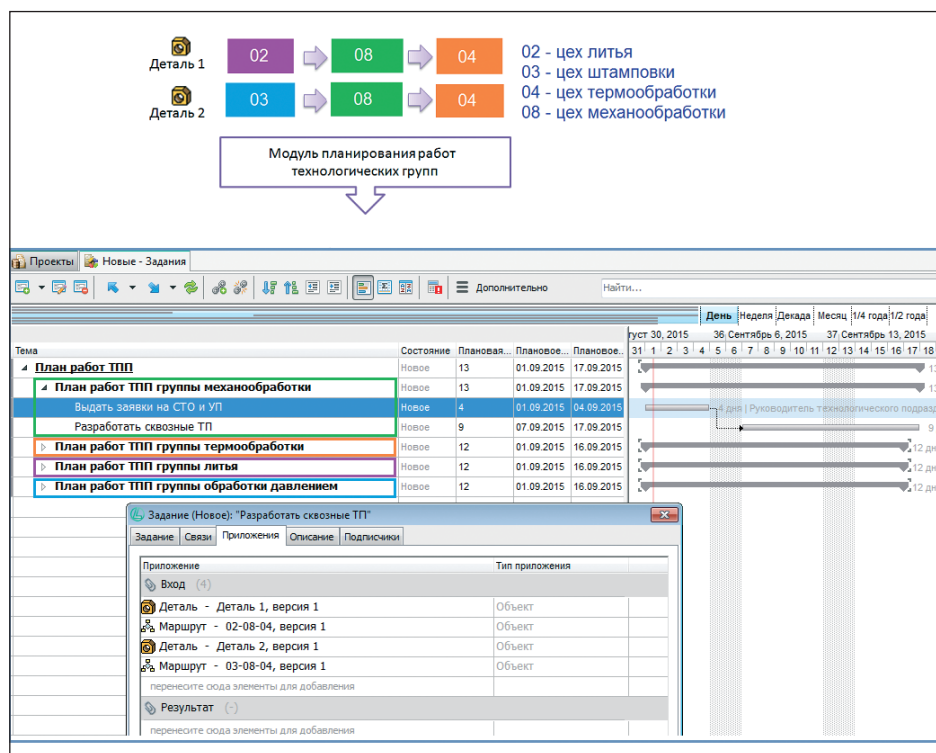 Деталь 1
02
08
04
Деталь 2
03
08
04
02 - цех литья
03 - цех штамповки
04 - цех термообработки
08 - цех механообработки
Модуль планирования работ
технологических групп
Проекты
Новые - Задания
Дополнительно
Найти...
День Неделя Декада Месяц 1/4 года 1/2 года
густ 30, 2015 36 Сентябрь 6, 2015 37 Сентябрь 13, 2015
Тема Состояние Плановая... Плановое... Плановое.. 31 1 2 3 4 5 6 7 8 9 10 11 12 13 14 15 16 17 18
План работ ТПП Новое 13 01.09.2015 17.09.2015 13
План работ ТПП группы механообработки Новое 13 01.09.2015 17.09.2015 13
Выдать заявки на СТО и УП Новое 4 01.09.2015 04.09.2015 4 дня | Руководитель технологического подразд
Разработать сквозные ТП Новое 9 07.09.2015 17.09.2015 9
План работ ТПП группы термообработки Новое 12 01.09.2015 16.09.2015 12 дн
План работ ТПП группы литья Новое 12 01.09.2015 16.09.2015 12 дн
План работ ТПП группы обработки давлением Новое 12 01.09.2015 16.09.2015 12 дн
Задание (Новое): "Разработать сквозные ТП"
Задание Связи Приложения Описание Подписчики
Приложение Тип приложения
Вход (4)
Деталь - Деталь 1, версия 1 Объект
Маршрут - 02-08-04, версия 1 Объект
Деталь - Деталь 2, версия 1 Объект
Маршрут - 03-08-04, версия 1 Объект
перенесите сюда элементы для добавления
Результат (-)
перенесите сюда элементы для добавления